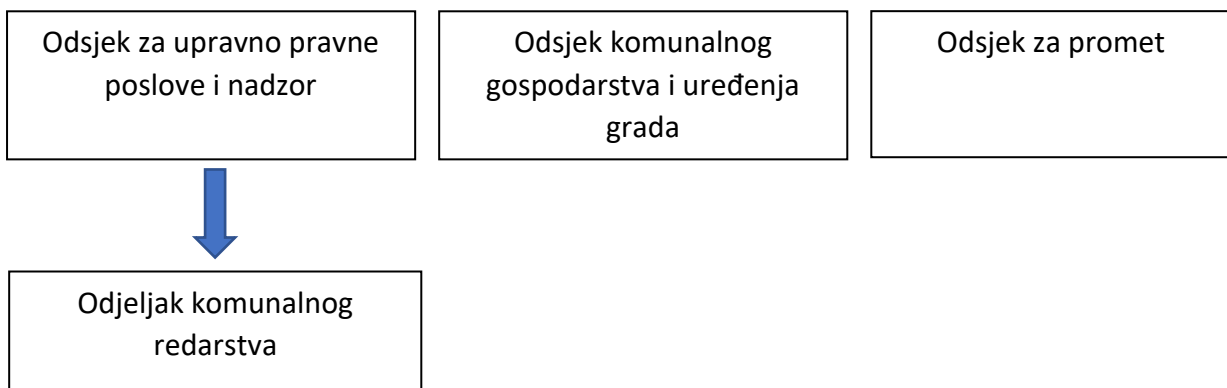 Odsjek za upravno pravne
poslove i nadzor
Odsjek komunalnog
gospodarstva i uređenja
grada
Odsjek za promet
Odjeljak komunalnog
redarstva